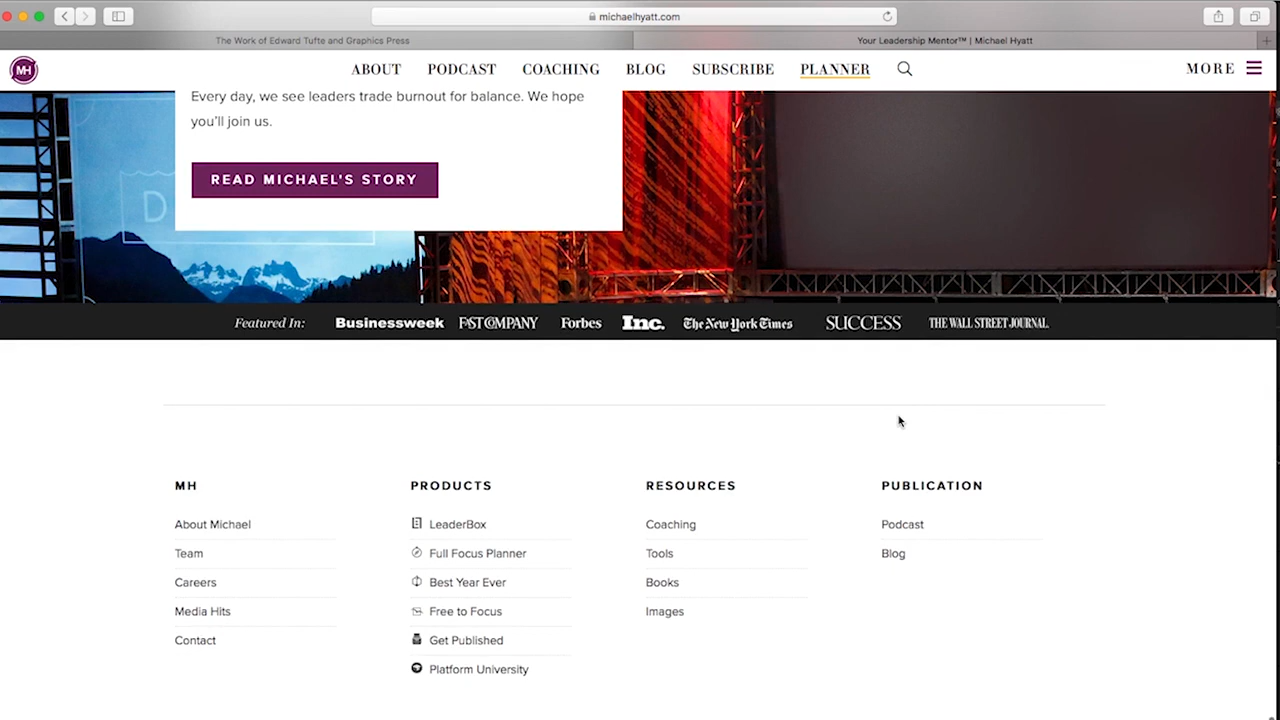 michaelhyatt.com
The Work of Edward Tufte and Graphics Press
Your Leadership Mentor™ | Michael Hyatt
MH
ABOUT
PODCAST
COACHING
BLOG
SUBSCRIBE
PLANNER
MORE
Every day, we see leaders trade burnout for balance. We hope
you'll join us.
READ MICHAEL'S STORY
D
Featured In:
Businessweek
FAST COMPANY
Forbes
Inc.
The New York Times
SUCCESS
THE WALL STREET JOURNAL.
MH
About Michael
Team
Careers
Media Hits
Contact
PRODUCTS
LeaderBox
Full Focus Planner
Best Year Ever
Free to Focus
Get Published
Platform University
RESOURCES
Coaching
Tools
Books
Images
PUBLICATION
Podcast
Blog